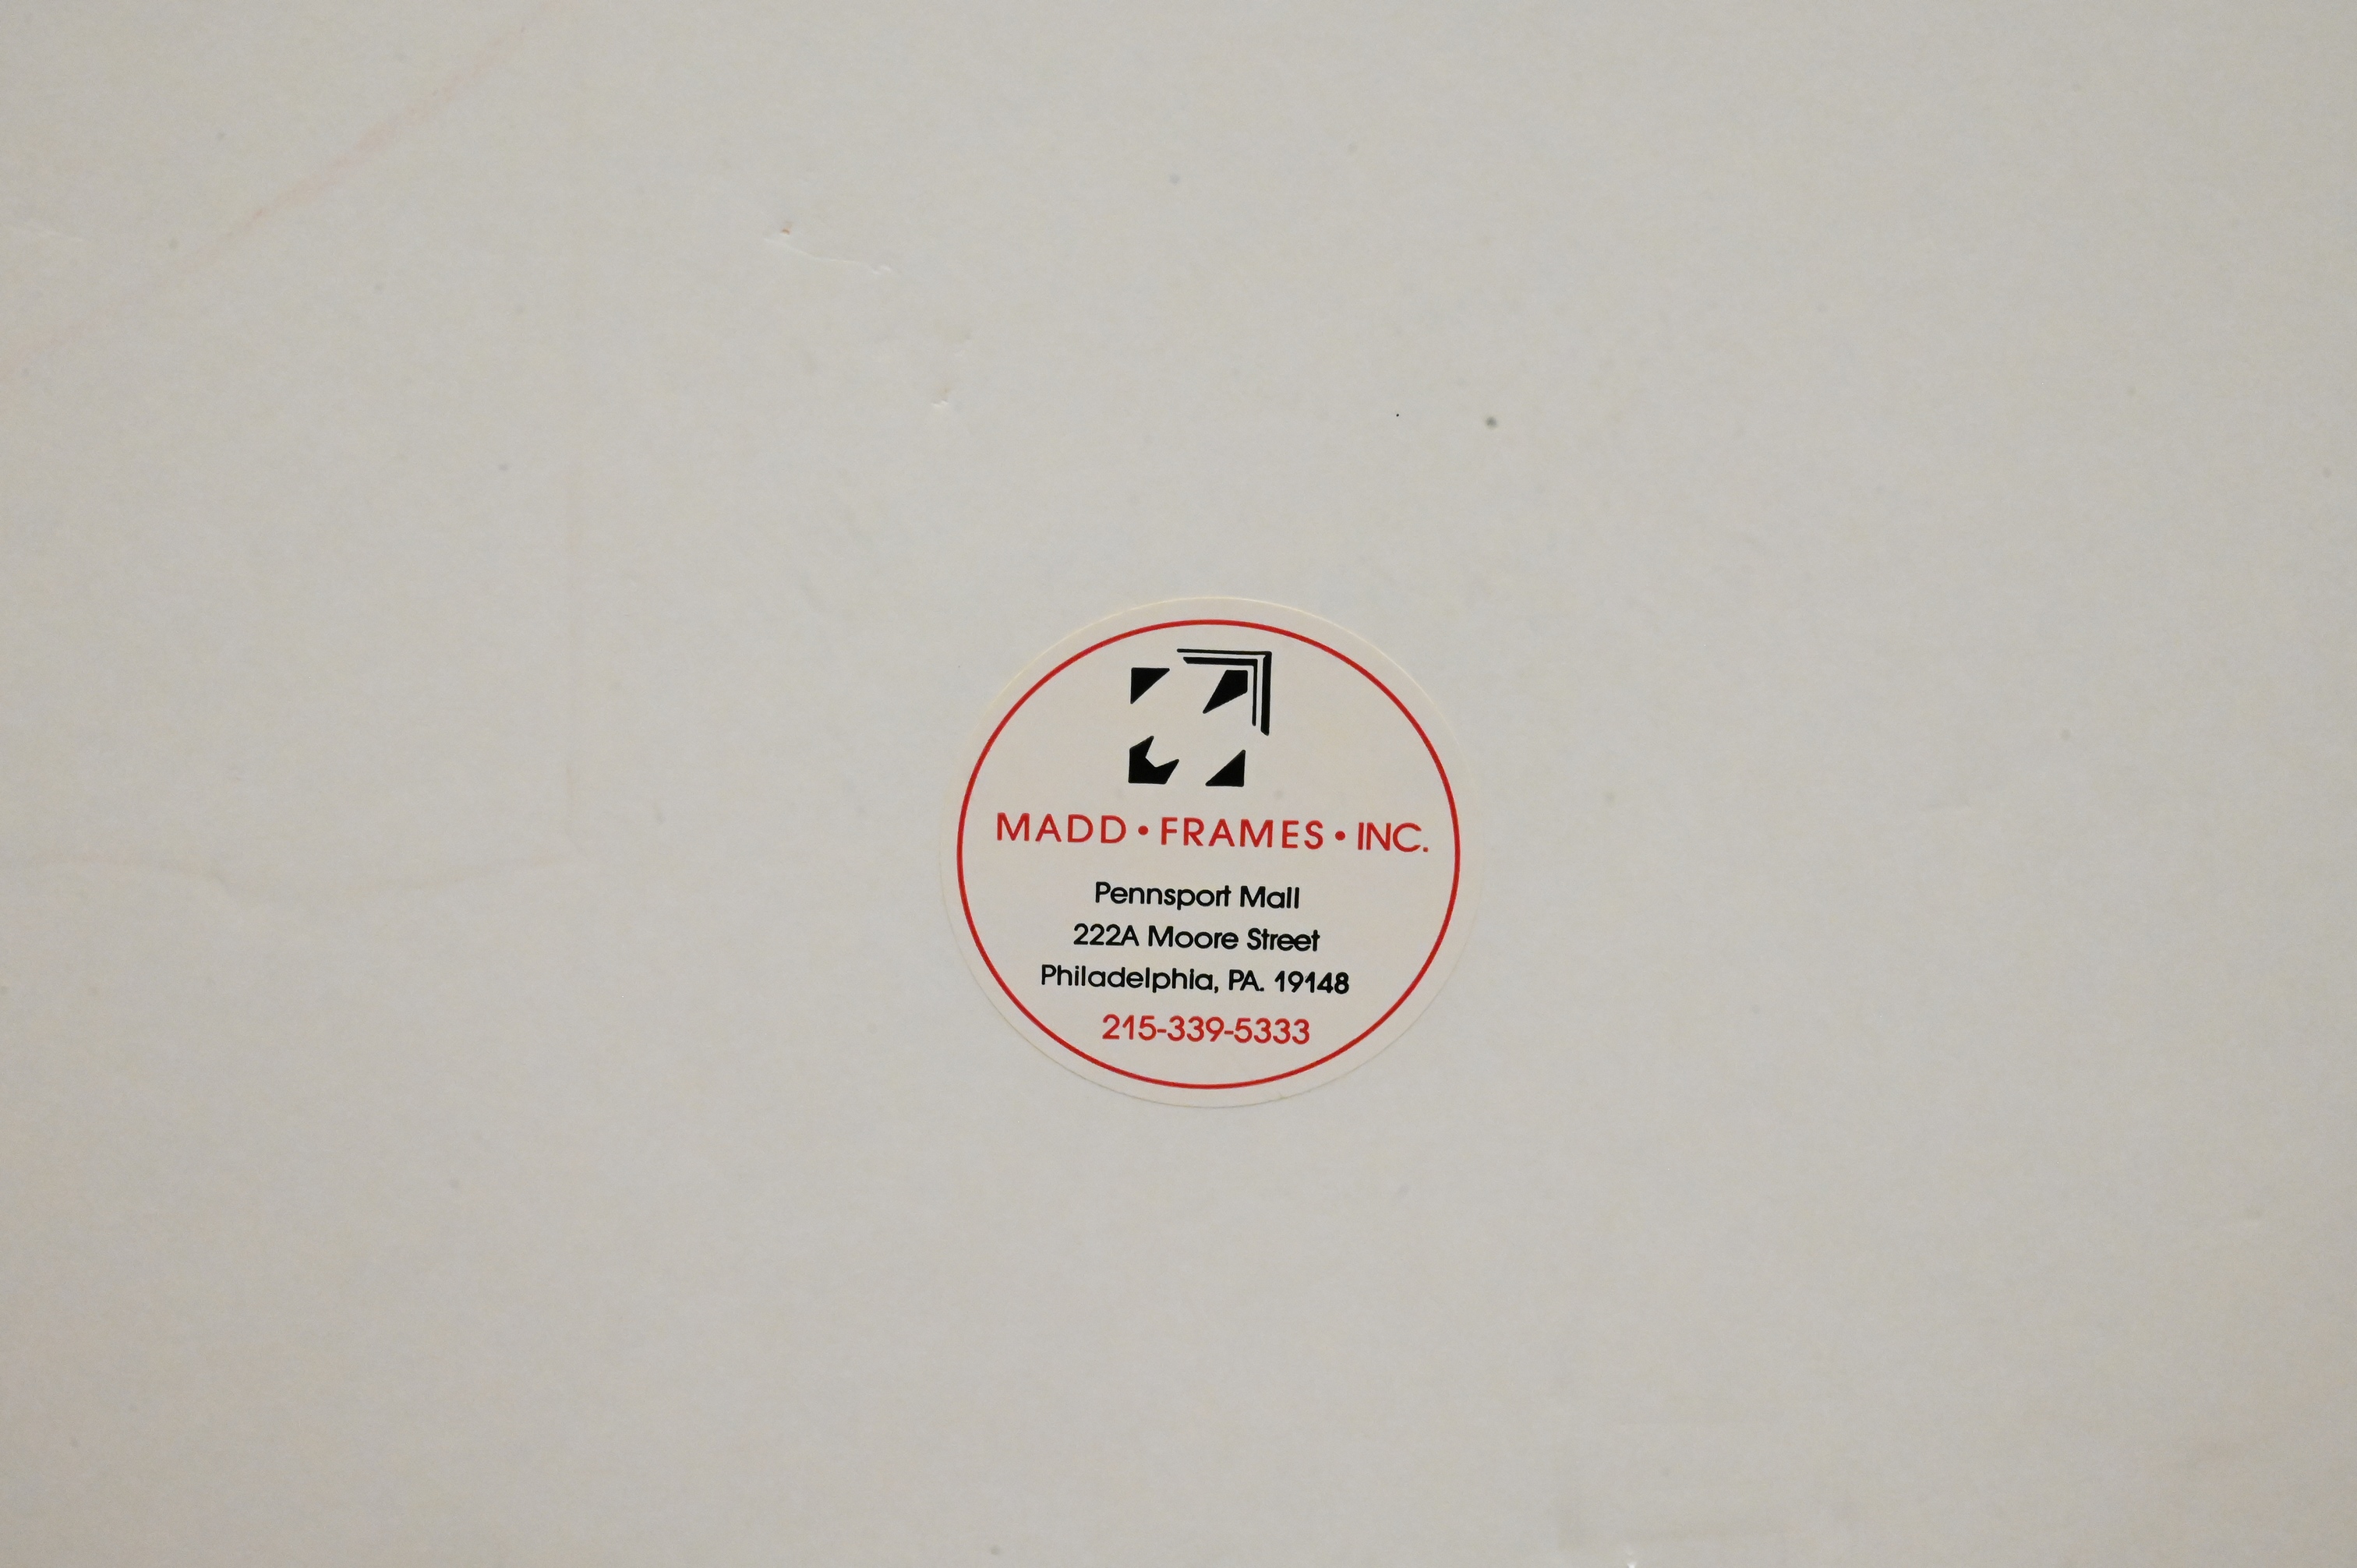 MADD • FRAMES • INC.
Pennsport Mall
222A Moore Street
Philadelphia, PA. 19148
215-339-5333